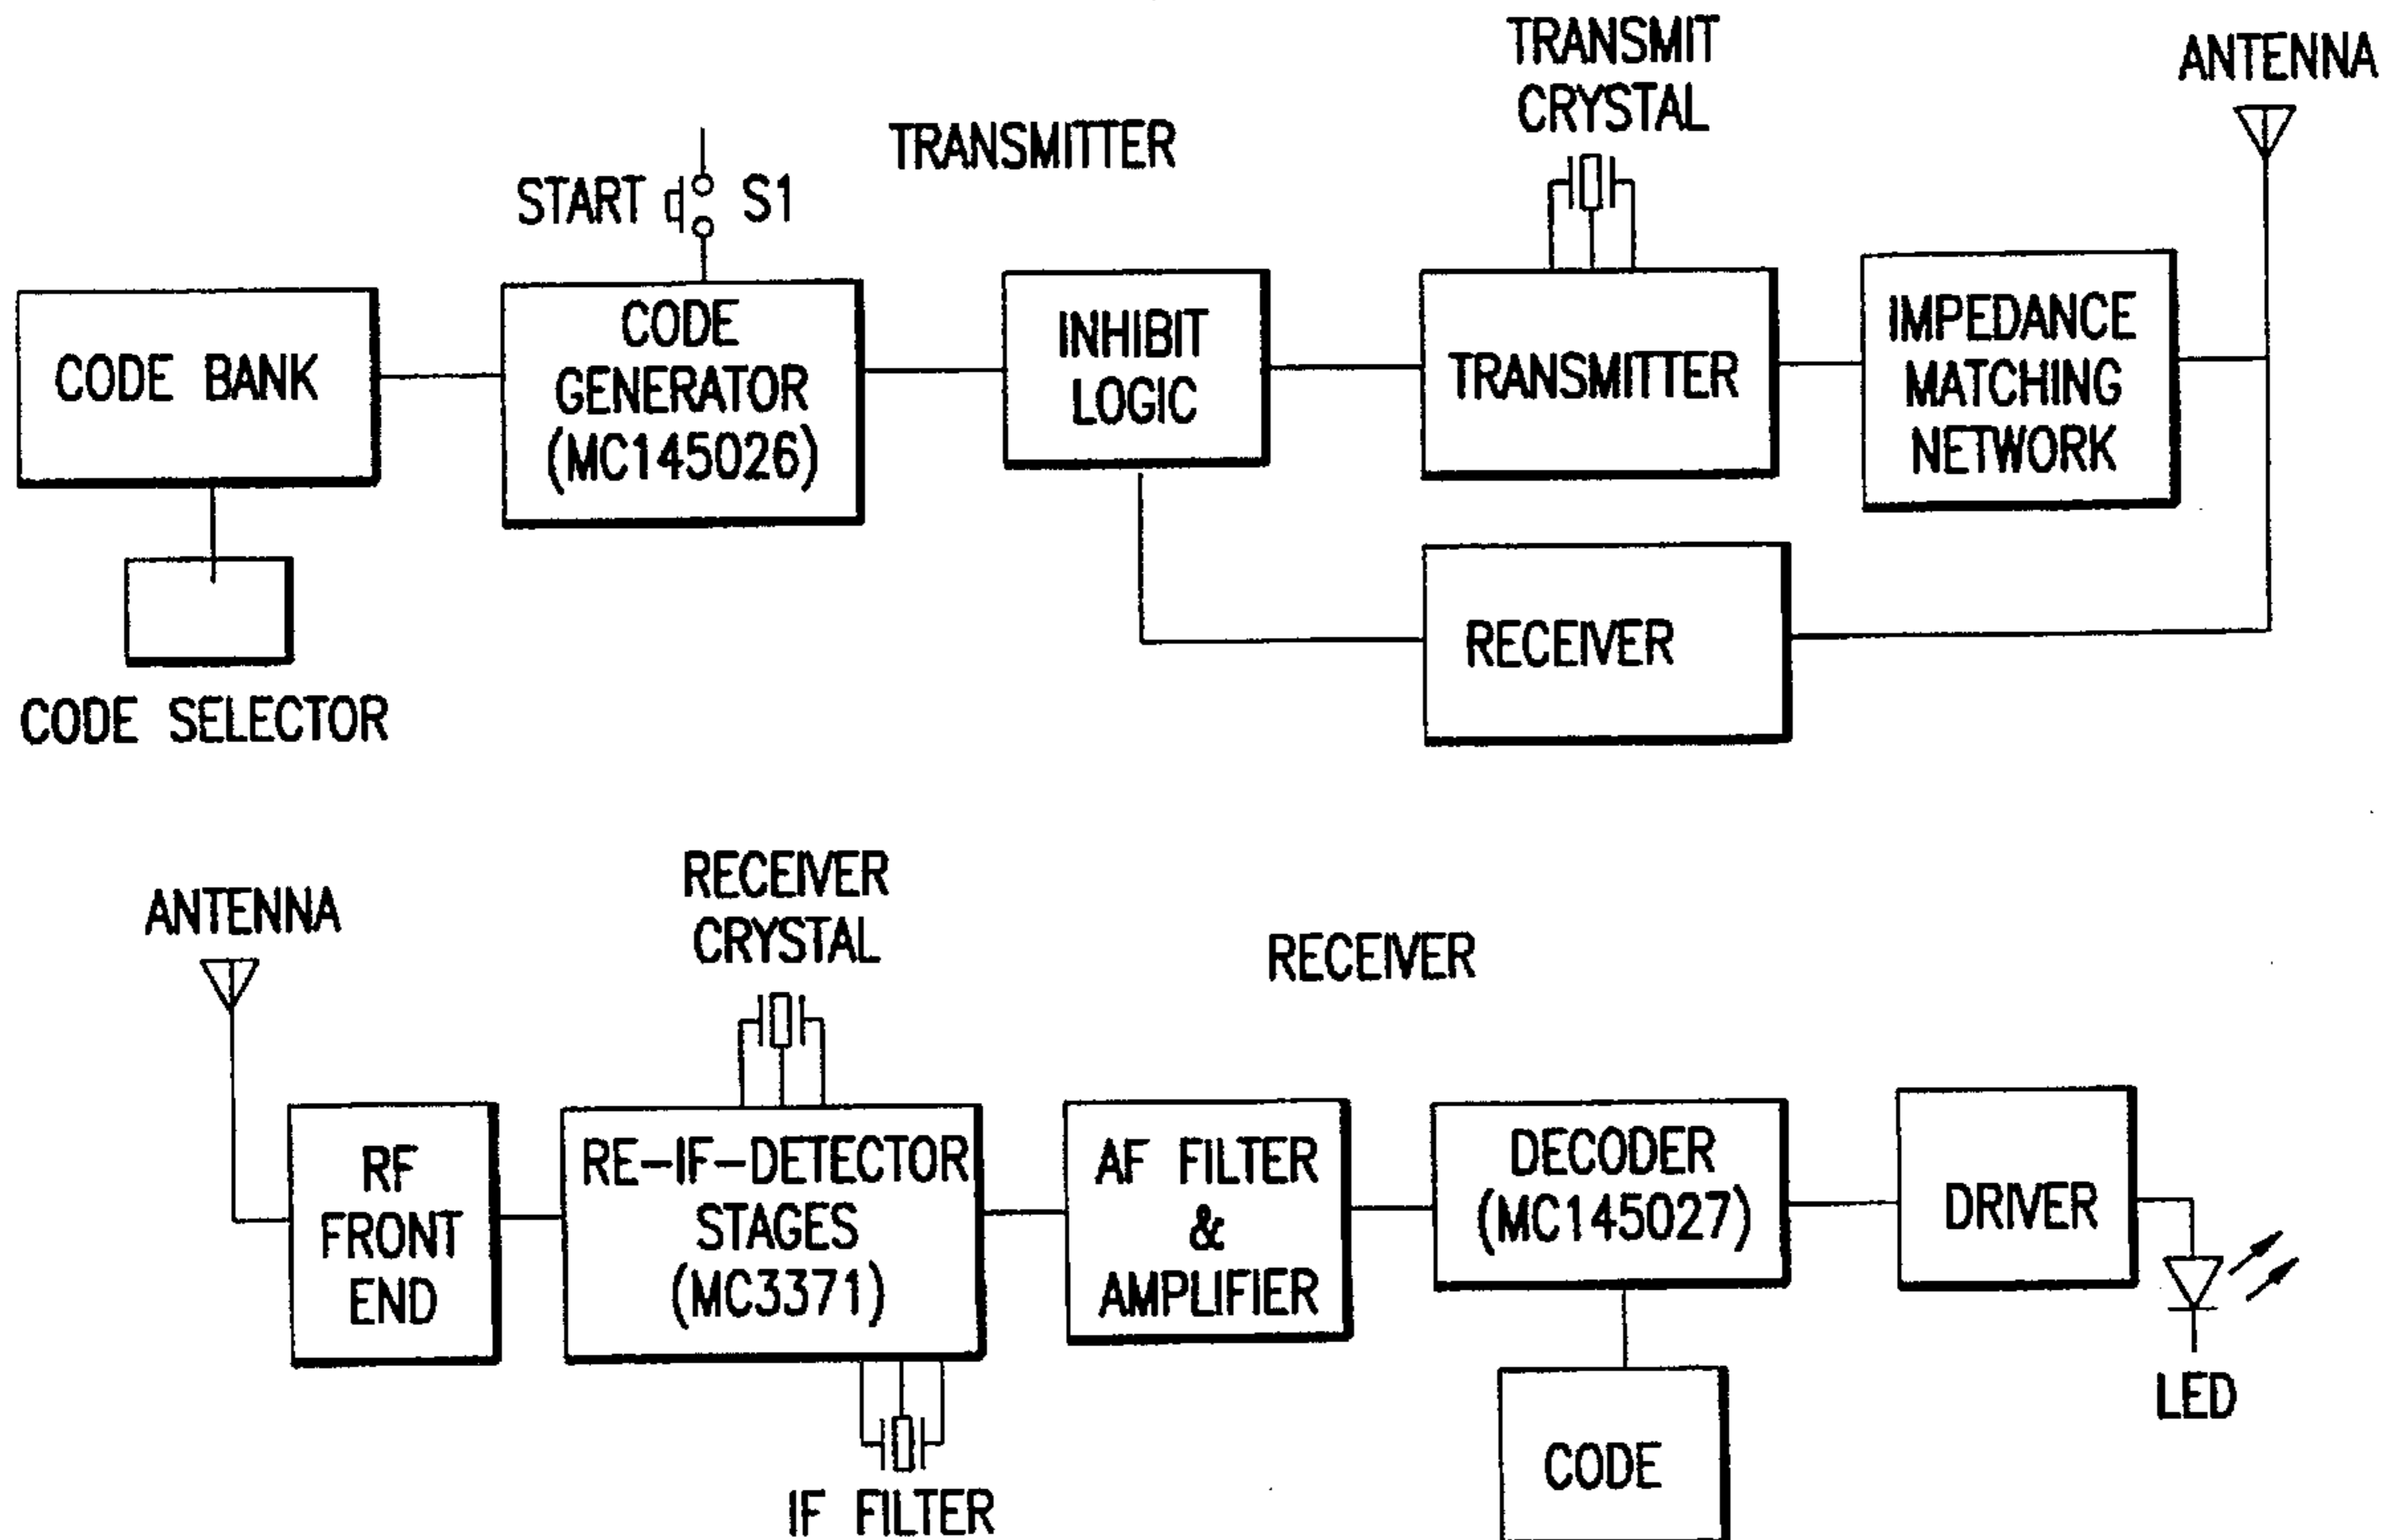 TRANSMITTER
TRANSMIT
CRYSTAL
ANTENNA
START
S1
CODE BANK
CODE
GENERATOR
(MC145026)
INHIBIT
LOGIC
TRANSMITTER
IMPEDANCE
MATCHING
NETWORK
RECEIVER
CODE SELECTOR
RECEIVER
ANTENNA
RECEIVER
CRYSTAL
RF
FRONT
END
RE-IF-DETECTOR
STAGES
(MC3371)
AF FILTER
&
AMPLIFIER
DECODER
(MC145027)
DRIVER
LED
CODE
IF FILTER